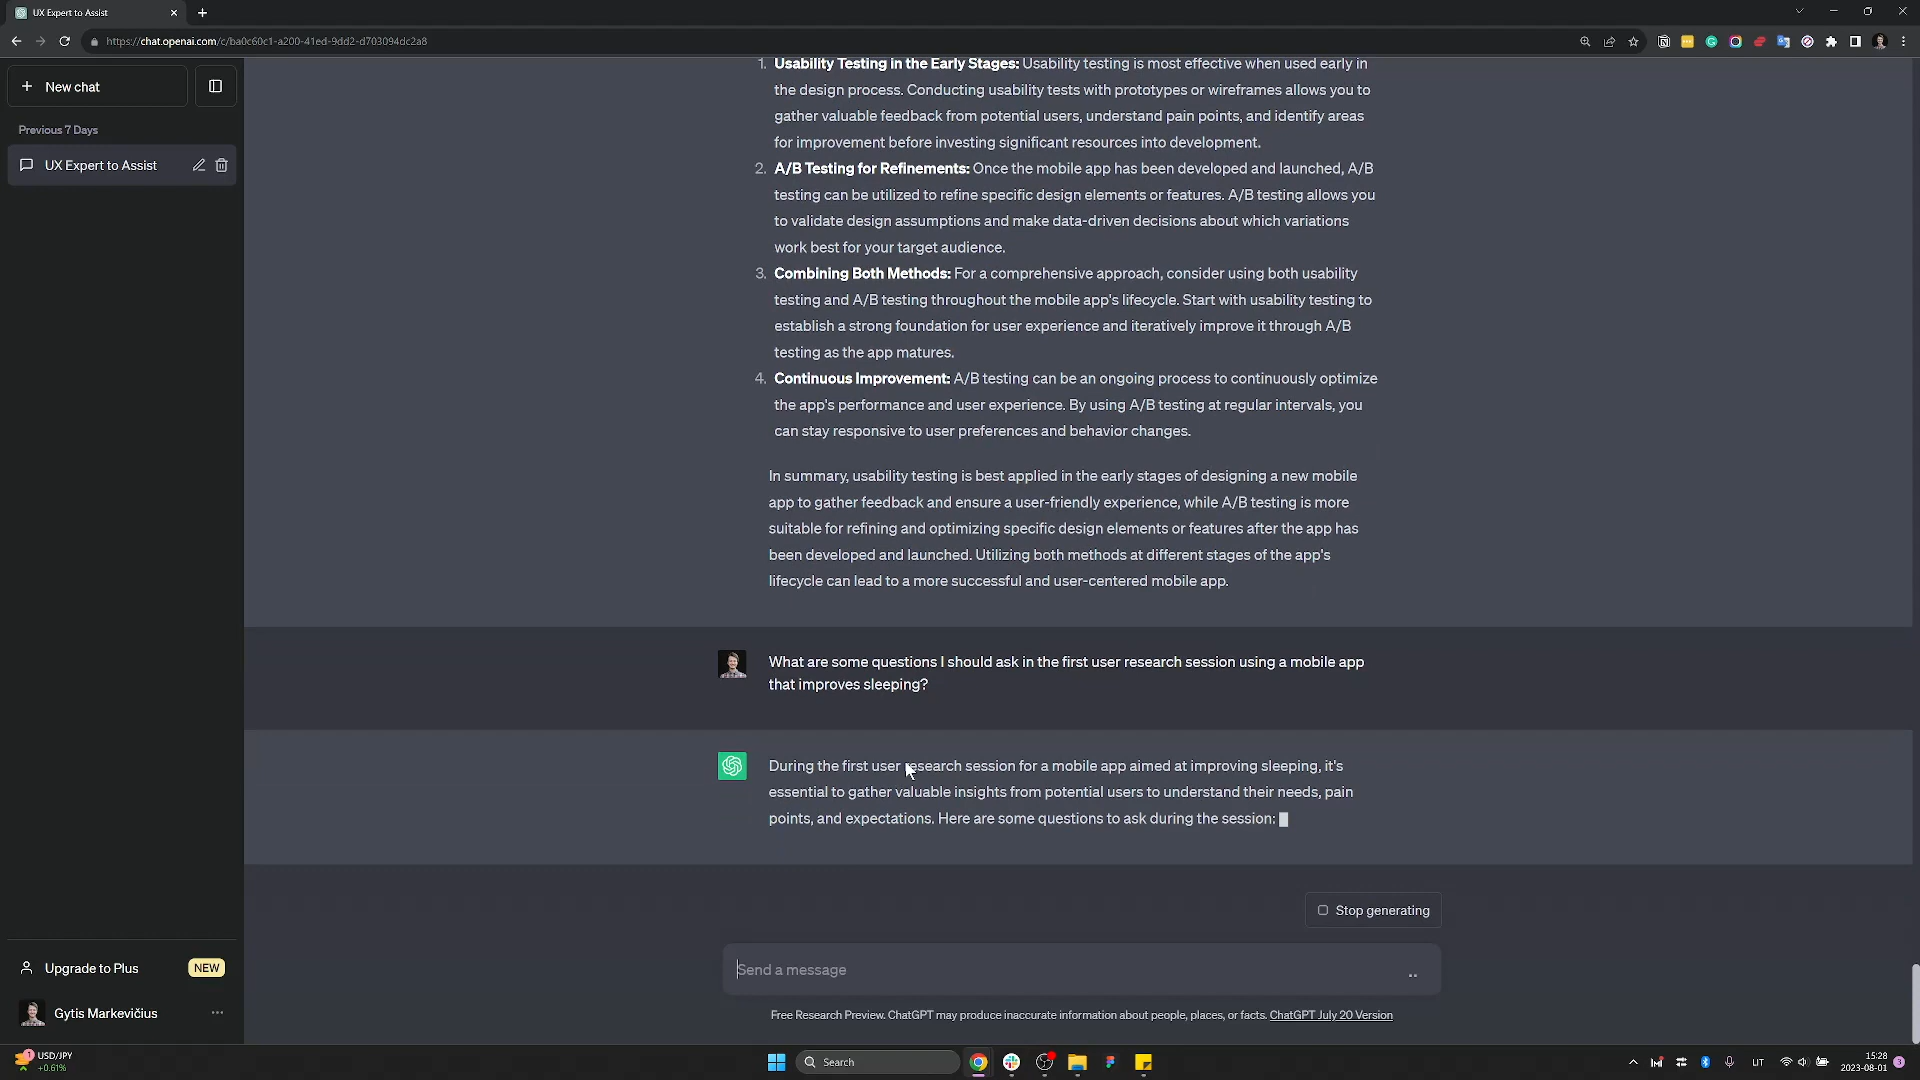 UX Expert to Assist
https://chat.openai.com/c/ba0c60c1-a200-41ed-9dd2-d703094dc2a8
New chat
Previous 7 Days
UX Expert to Assist
1. Usability Testing in the Early Stages: Usability testing is most effective when used early in
the design process. Conducting usability tests with prototypes or wireframes allows you to
gather valuable feedback from potential users, understand pain points, and identify areas
for improvement before investing significant resources into development.
2. A/B Testing for Refinements: Once the mobile app has been developed and launched, A/B
testing can be utilized to refine specific design elements or features. A/B testing allows you
to validate design assumptions and make data-driven decisions about which variations
work best for your target audience.
3. Combining Both Methods: For a comprehensive approach, consider using both usability
testing and A/B testing throughout the mobile app's lifecycle. Start with usability testing to
establish a strong foundation for user experience and iteratively improve it through A/B
testing as the app matures.
4. Continuous Improvement: A/B testing can be an ongoing process to continuously optimize
the app's performance and user experience. By using A/B testing at regular intervals, you
can stay responsive to user preferences and behavior changes.
In summary, usability testing is best applied in the early stages of designing a new mobile
app to gather feedback and ensure a user-friendly experience, while A/B testing is more
suitable for refining and optimizing specific design elements or features after the app has
been developed and launched. Utilizing both methods at different stages of the app's
lifecycle can lead to a more successful and user-centered mobile app.
What are some questions I should ask in the first user research session using a mobile app
that improves sleeping?
During the first user research session for a mobile app aimed at improving sleeping, it's
essential to gather valuable insights from potential users to understand their needs, pain
points, and expectations. Here are some questions to ask during the session:
Stop generating
Send a message
Free Research Preview. ChatGPT may produce inaccurate information about people, places, or facts. ChatGPT July 20 Version
Upgrade to Plus NEW
Gytis Markevičius
1
USD/JPY
+0.61%
Search
LIT
15:28
2023-08-01
3